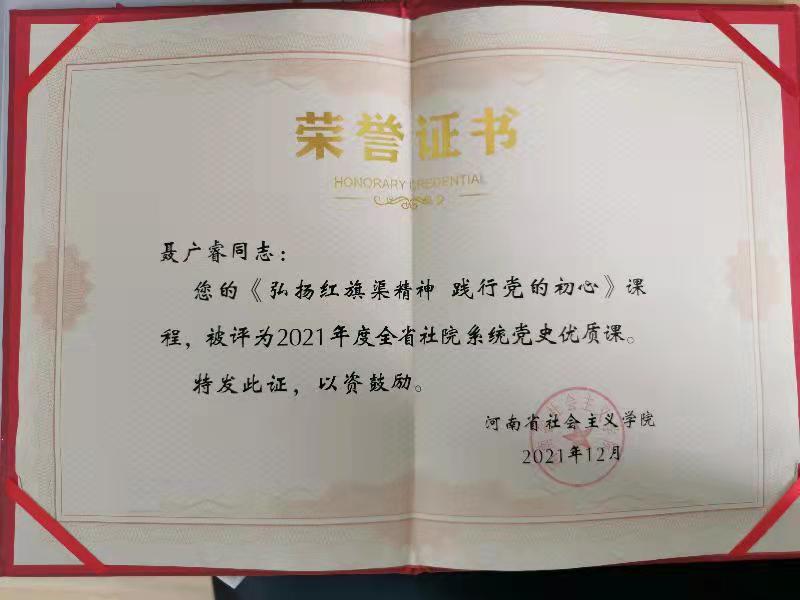 荣誉证书
HONORARY CREDENTIAL
聂广睿同志：
您的《弘扬红旗渠精神 践行党的初心》课
程，被评为2021年度全省社院系统党史优质课。
特发此证，以资鼓励。
河南省社会主义学院
2021年12月